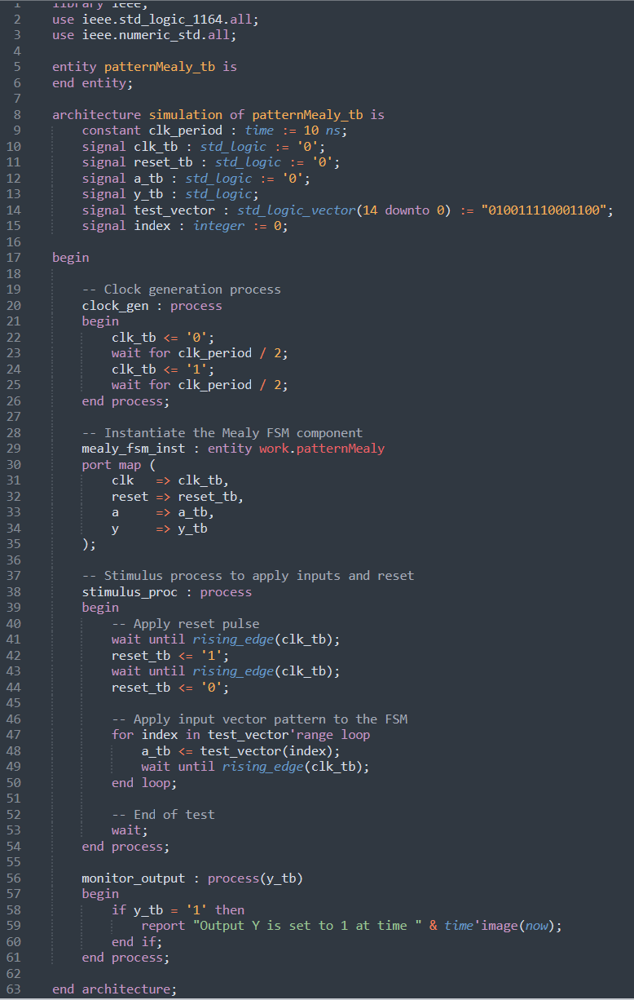 1 library ieee;
2 use ieee.std_logic_1164.all;
3 use ieee.numeric_std.all;
4
5 entity patternMealy_tb is
6 end entity;
7
8 architecture simulation of patternMealy_tb is
9 constant clk_period : time := 10 ns;
10 signal clk_tb : std_logic := '0';
11 signal reset_tb : std_logic := '0';
12 signal a_tb : std_logic := '0';
13 signal y_tb : std_logic;
14 signal test_vector : std_logic_vector(14 downto 0) := "010011110001100";
15 signal index : integer := 0;
16
17 begin
18
19 -- Clock generation process
20 clock_gen : process
21 begin
22 clk_tb <= '0';
23 wait for clk_period / 2;
24 clk_tb <= '1';
25 wait for clk_period / 2;
26 end process;
27
28 -- Instantiate the Mealy FSM component
29 mealy_fsm_inst : entity work.patternMealy
30 port map (
31 clk => clk_tb,
32 reset => reset_tb,
33 a => a_tb,
34 y => y_tb
35 );
36
37 -- Stimulus process to apply inputs and reset
38 stimulus_proc : process
39 begin
40 -- Apply reset pulse
41 wait until rising_edge(clk_tb);
42 reset_tb <= '1';
43 wait until rising_edge(clk_tb);
44 reset_tb <= '0';
45
46 -- Apply input vector pattern to the FSM
47 for index in test_vector'range loop
48 a_tb <= test_vector(index);
49 wait until rising_edge(clk_tb);
50 end loop;
51
52 -- End of test
53 wait;
54 end process;
55
56 monitor_output : process(y_tb)
57 begin
58 if y_tb = '1' then
59 report "Output Y is set to 1 at time " & time'image(now);
60 end if;
61 end process;
62
63 end architecture;